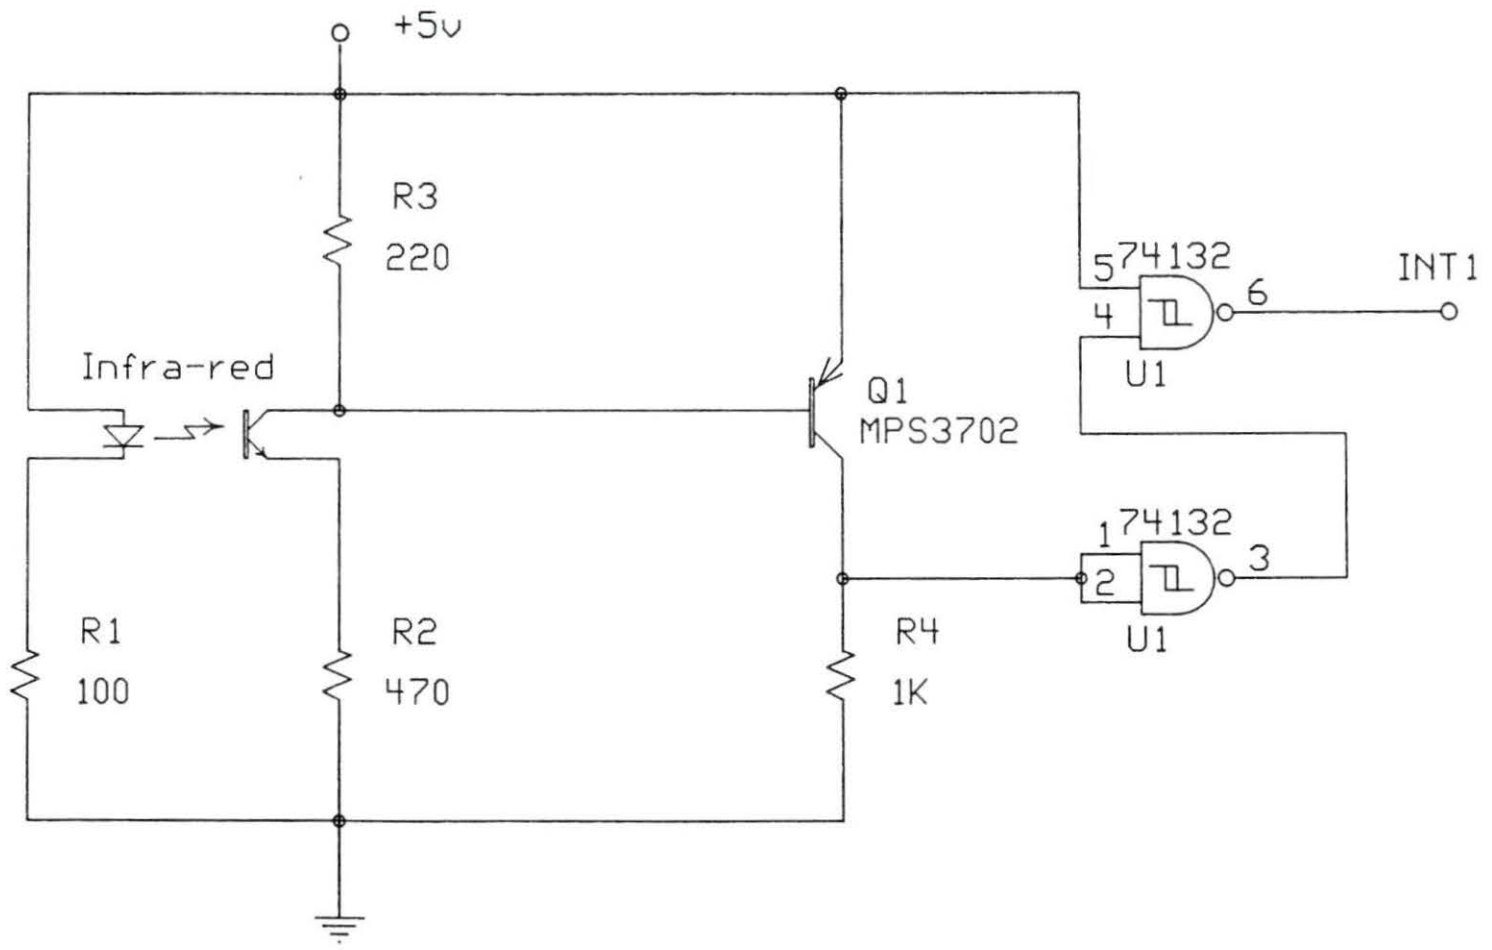 +5v
R3
220
5
74132
4
6
INT1
U1
Infra-red
Q1
MPS3702
1
74132
2
3
U1
R1
100
R2
470
R4
1K